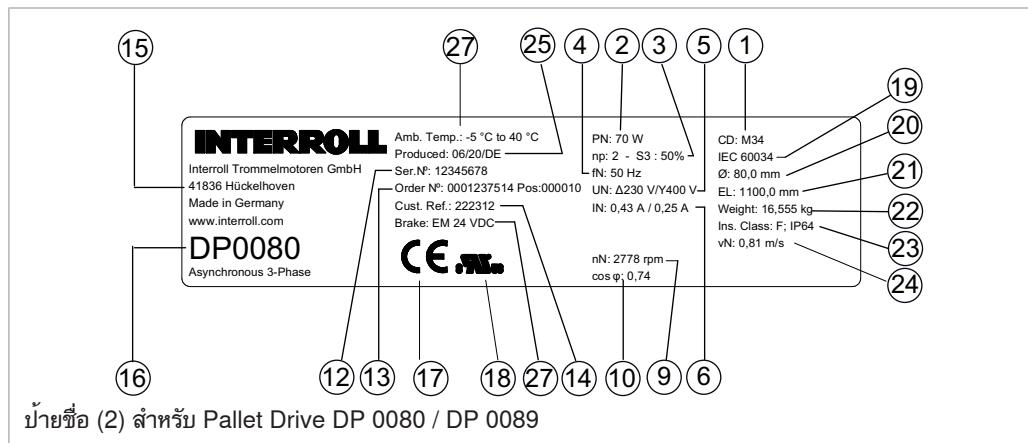 15
27
25
4
2
3
5
1
19
20
21
22
23
24
INTERROLL
Interroll Trommelmotoren GmbH
41836 Hückelhoven
Made in Germany
www.interroll.com
DP0080
Asynchronous 3-Phase
Amb. Temp.: -5 °C to 40 °C
Produced: 06/20/DE
Ser.Nº: 12345678
Order Nº: 0001237514 Pos:000010
Cust. Ref.: 222312
Brake: EM 24 VDC
CE
PN: 70 W
np: 2 - S3 : 50%
fN: 50 Hz
UN: Δ230 V/Y400 V
IN: 0,43 A / 0,25 A
nN: 2778 rpm
cos φ: 0,74
CD: M34
IEC 60034
Ø: 80,0 mm
EL: 1100,0 mm
Weight: 16,555 kg
Ins. Class: F; IP64
vN: 0,81 m/s
16
12
13
17
18
27
14
10
9
6
ป้ายชื่อ (2) สำหรับ Pallet Drive DP 0080 / DP 0089